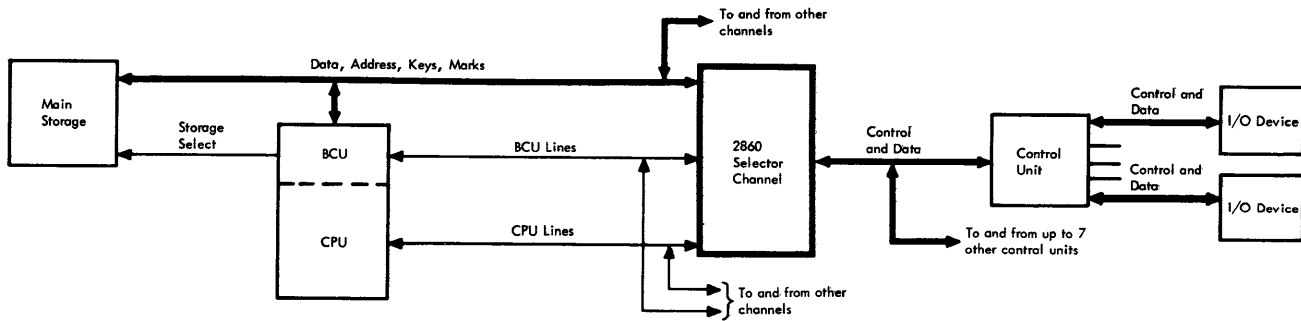 To and from other
channels
Data, Address, Keys, Marks
Main
Storage
Storage
Select
BCU
CPU
BCU Lines
CPU Lines
2860
Selector
Channel
Control
and Data
Control
Unit
Control and
Data
I/O Device
Control and
Data
I/O Device
To and from up to 7
other control units
To and from other
channels